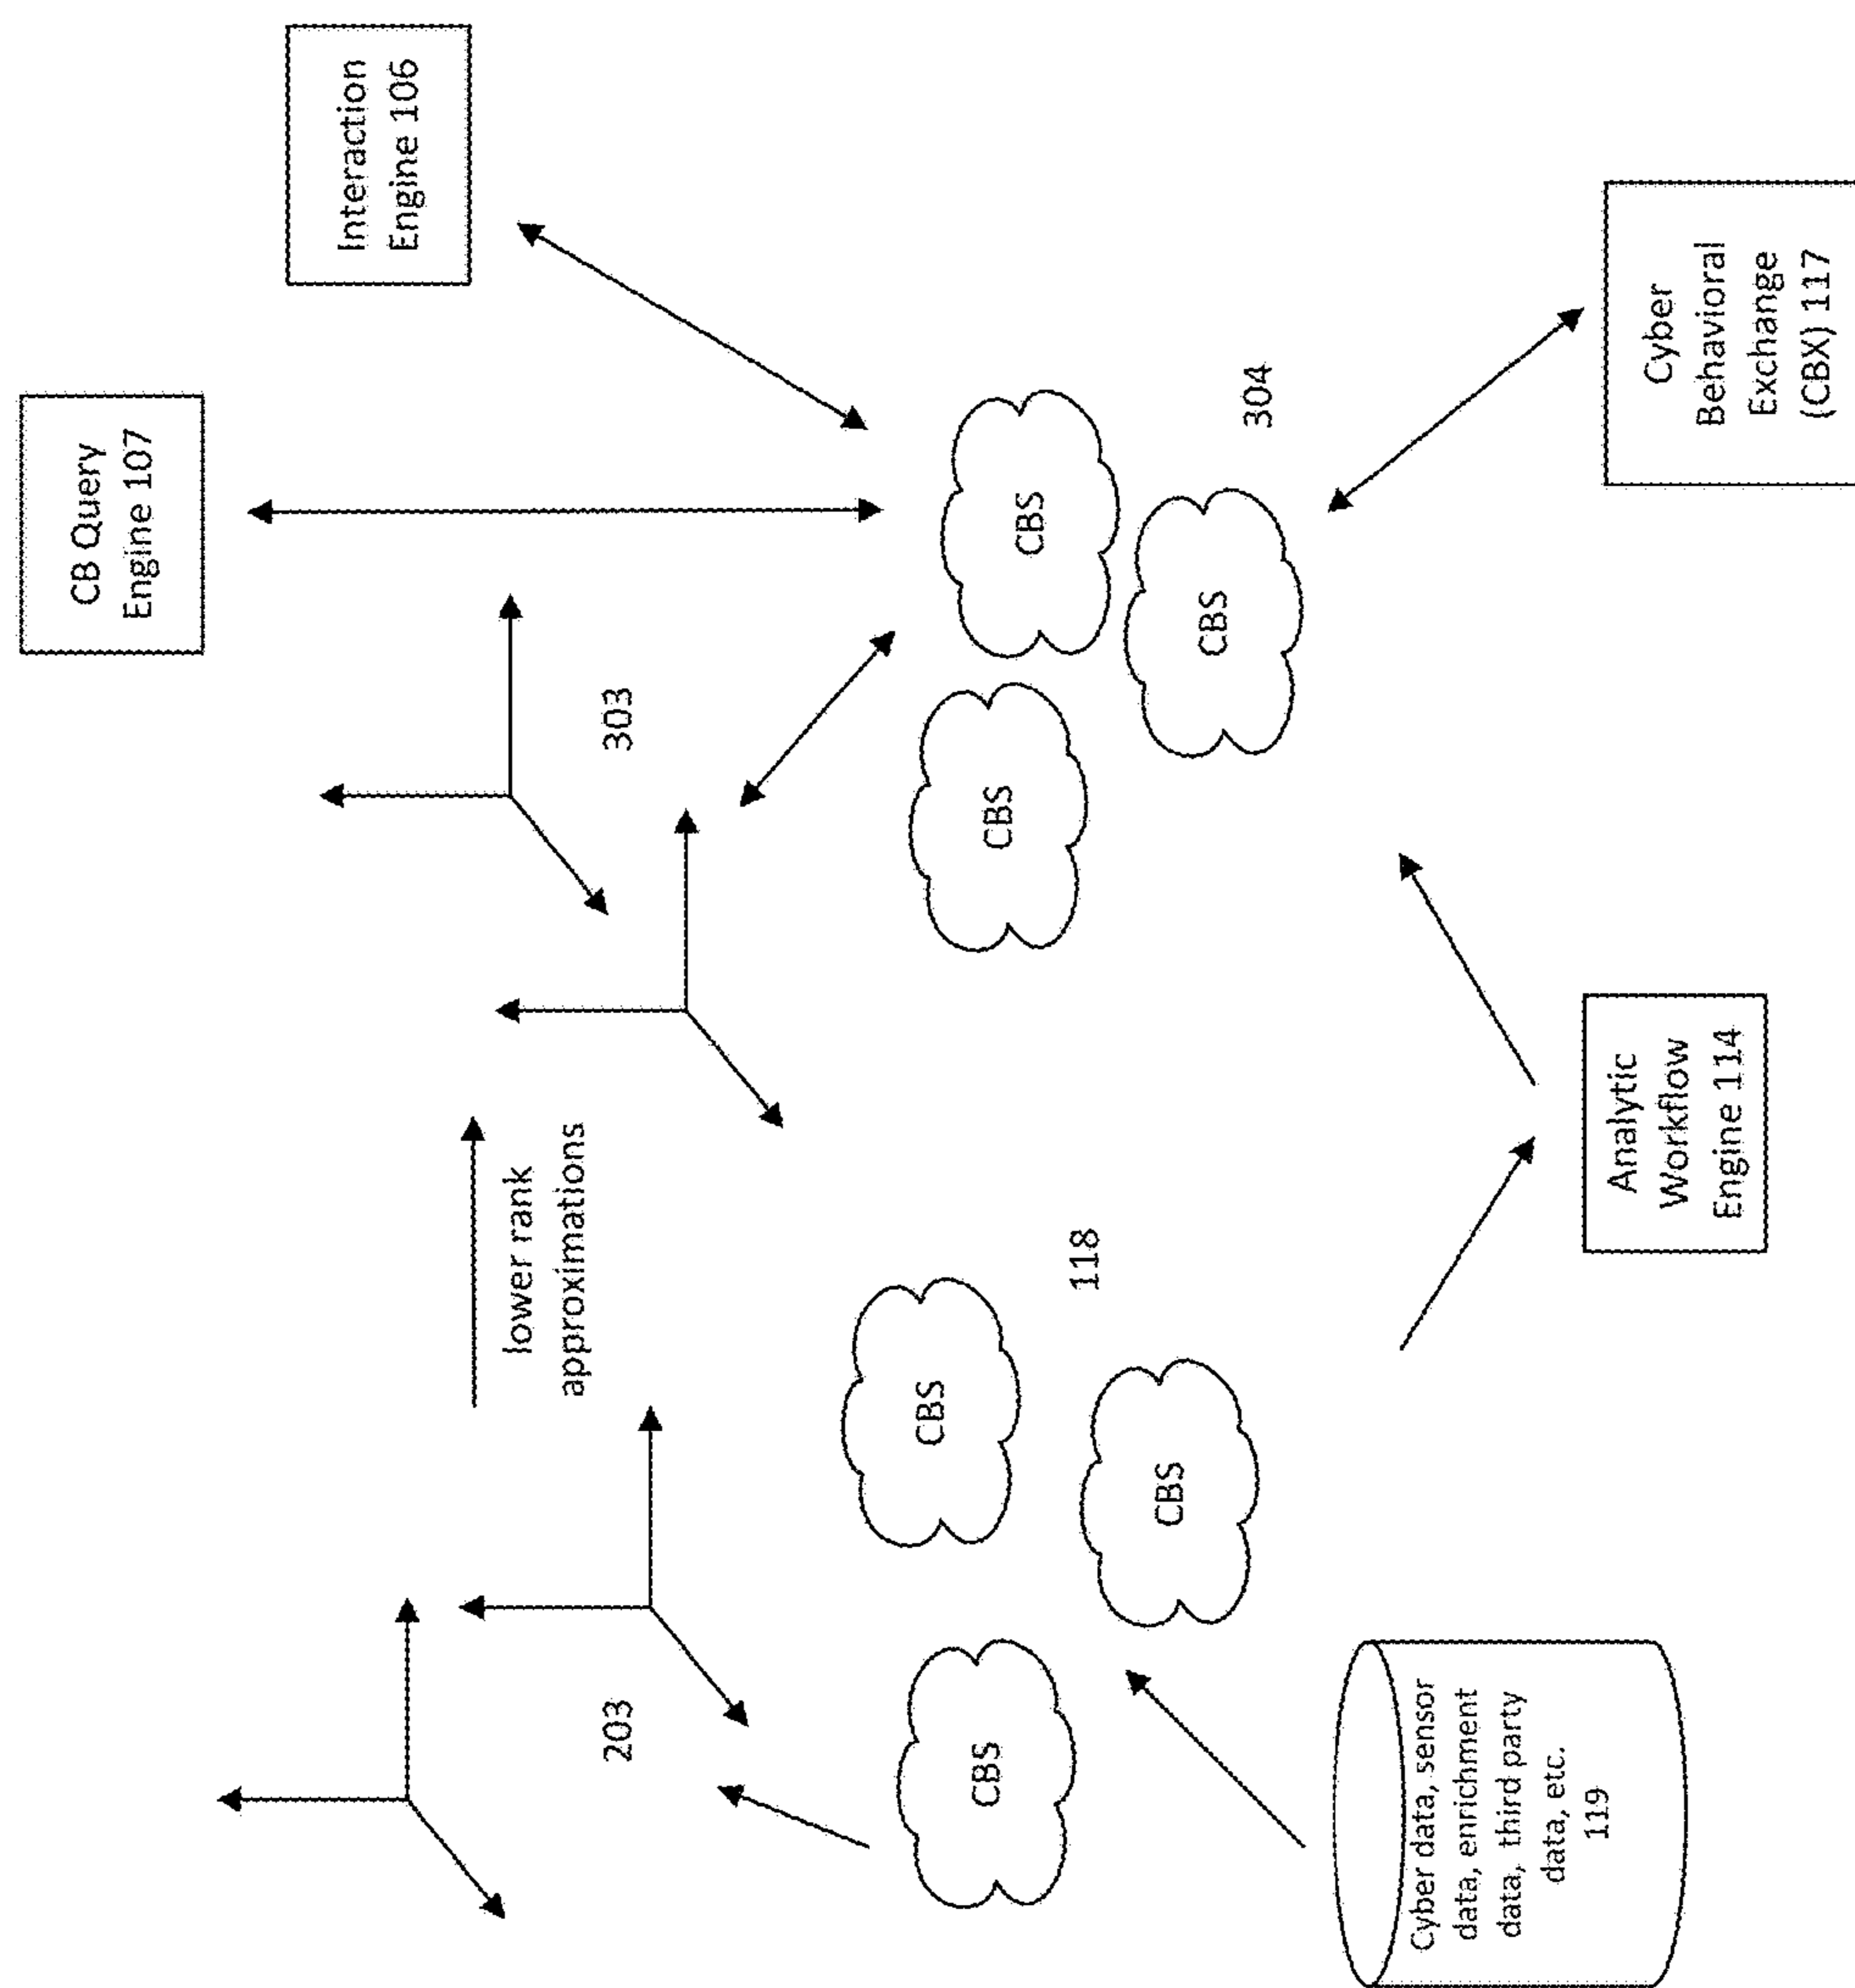 CB Query
Engine 107
Interaction
Engine 106
lower rank
approximations
203
303
CBS
CBS
CBS
118
CBS
CBS
CBS
304
Cyber data, sensor
data, enrichment
data, third party
data, etc.
119
Analytic
Workflow
Engine 114
Cyber
Behavioral
Exchange
(CBX) 117